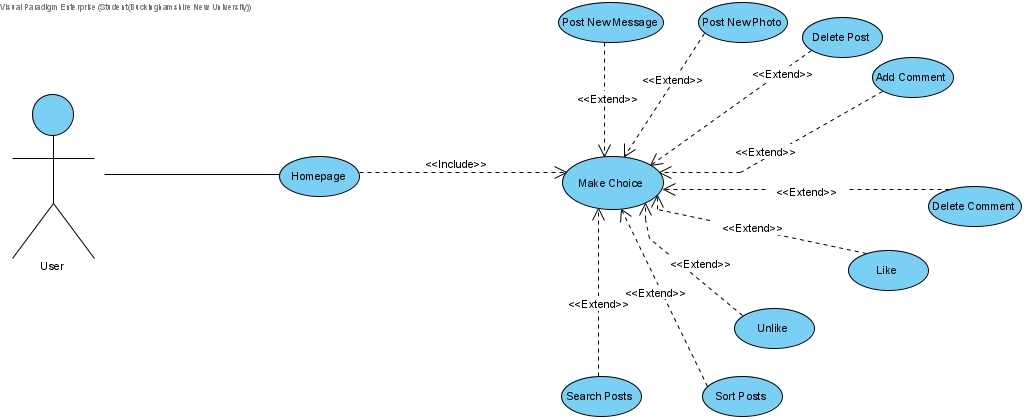 Visual Paradigm Enterprise (Student(Buckinghamshire New University))
Post New Message
Post New Photo
Delete Post
<<Extend>>
<<Extend>>
Add Comment
<<Extend>>
<<Extend>>
<<Include>>
Homepage
Make Choice
<<Extend>>
Delete Comment
<<Extend>>
User
<<Extend>>
Like
<<Extend>>
<<Extend>>
Unlike
Search Posts
Sort Posts